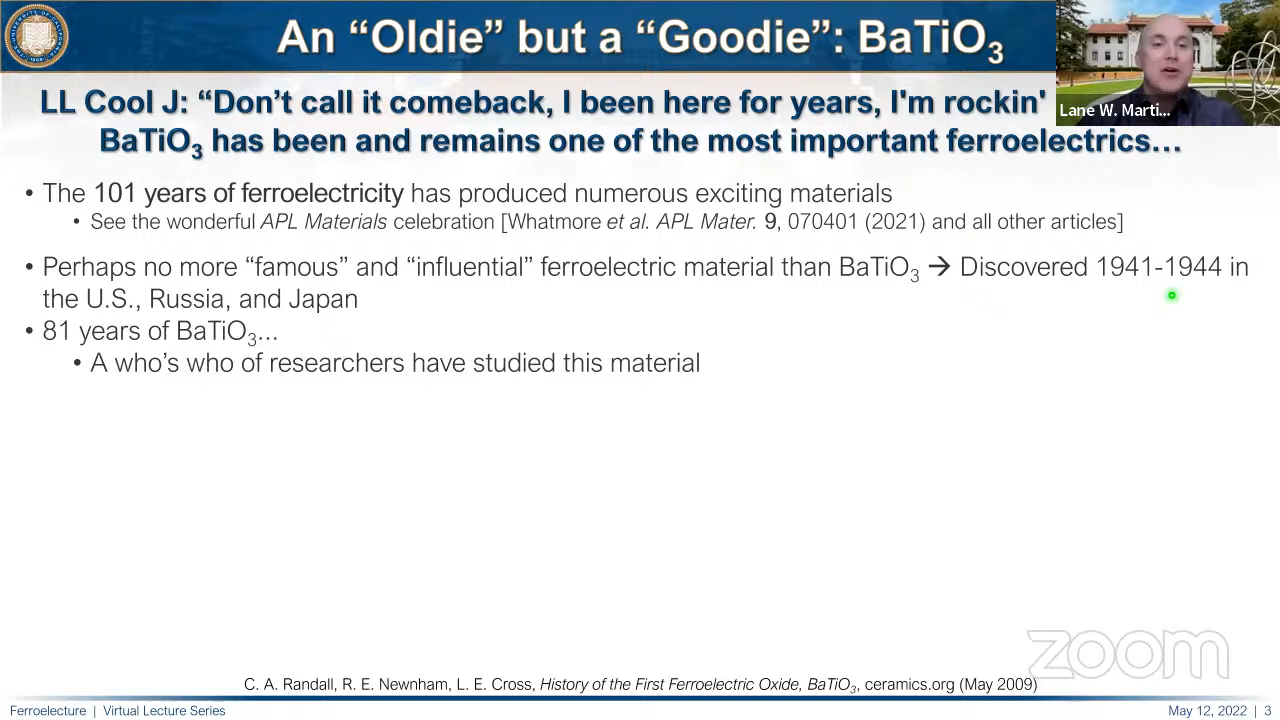 An “Oldie” but a “Goodie”: BaTiO₃
LL Cool J: “Don’t call it comeback, I been here for years, I'm rockin'
BaTiO₃ has been and remains one of the most important ferroelectrics…
Lane W. Marti...
• The 101 years of ferroelectricity has produced numerous exciting materials
• See the wonderful APL Materials celebration [Whatmore et al. APL Mater. 9, 070401 (2021) and all other articles]
• Perhaps no more “famous” and “influential” ferroelectric material than BaTiO₃ → Discovered 1941-1944 in
the U.S., Russia, and Japan
• 81 years of BaTiO₃...
• A who’s who of researchers have studied this material
zoom
C. A. Randall, R. E. Newnham, L. E. Cross, History of the First Ferroelectric Oxide, BaTiO₃, ceramics.org (May 2009)
Ferroelecture | Virtual Lecture Series
May 12, 2022 | 3